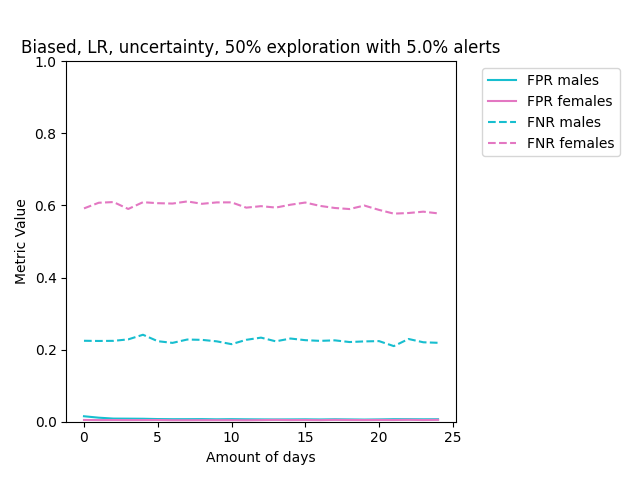 Biased, LR, uncertainty, 50% exploration with 5.0% alerts
FPR males
FPR females
FNR males
FNR females
Metric Value
1.0
0.8
0.6
0.4
0.2
0.0
0
5
10
15
20
25
Amount of days